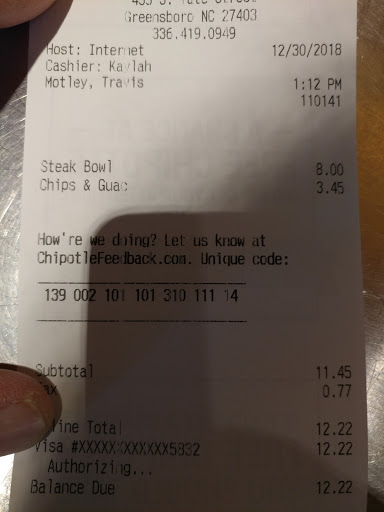 Greensboro NC 27403
336.419.0949
Host: Internet 12/30/2018
Cashier: Kaylah
Motley, Travis 1:12 PM
110141
Steak Bowl 8.00
Chips & Guac 3.45
How're we doing? Let us know at
ChipotleFeedback.com. Unique code:
139 002 101 101 310 111 14
Subtotal 11.45
Tax 0.77
Online Total 12.22
Visa #XXXXXXXXXXXX5832 12.22
Authorizing...
Balance Due 12.22